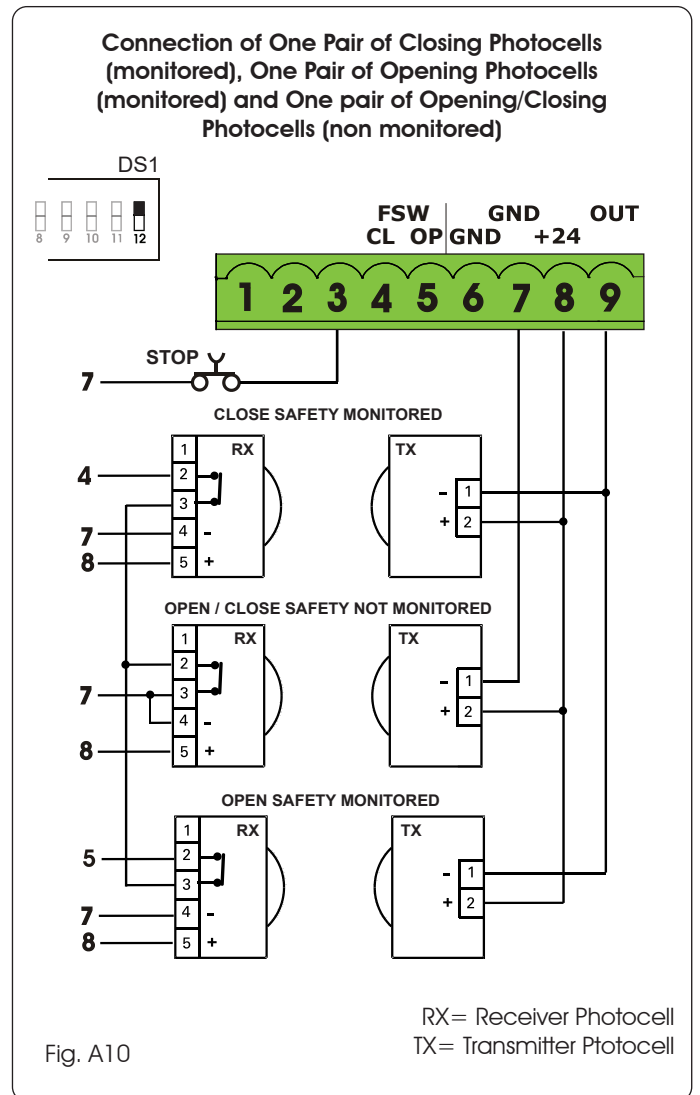 Connection of One Pair of Closing Photocells
(monitored), One Pair of Opening Photocells
(monitored) and One pair of Opening/Closing
Photocells (non monitored)
DS1
8 9 10 11 12
FSW GND OUT
CL OP GND +24
1 2 3 4 5 6 7 8 9
STOP
7
CLOSE SAFETY MONITORED
1 RX TX
4 2
3 - 1
7 4 - + 2
8 5 +
OPEN / CLOSE SAFETY NOT MONITORED
1 RX TX
2
7 3 - 1
4 - + 2
8 5 +
OPEN SAFETY MONITORED
1 RX TX
5 2
3 - 1
7 4 - + 2
8 5 +
RX= Receiver Photocell
Fig. A10 TX= Transmitter Ptotocell